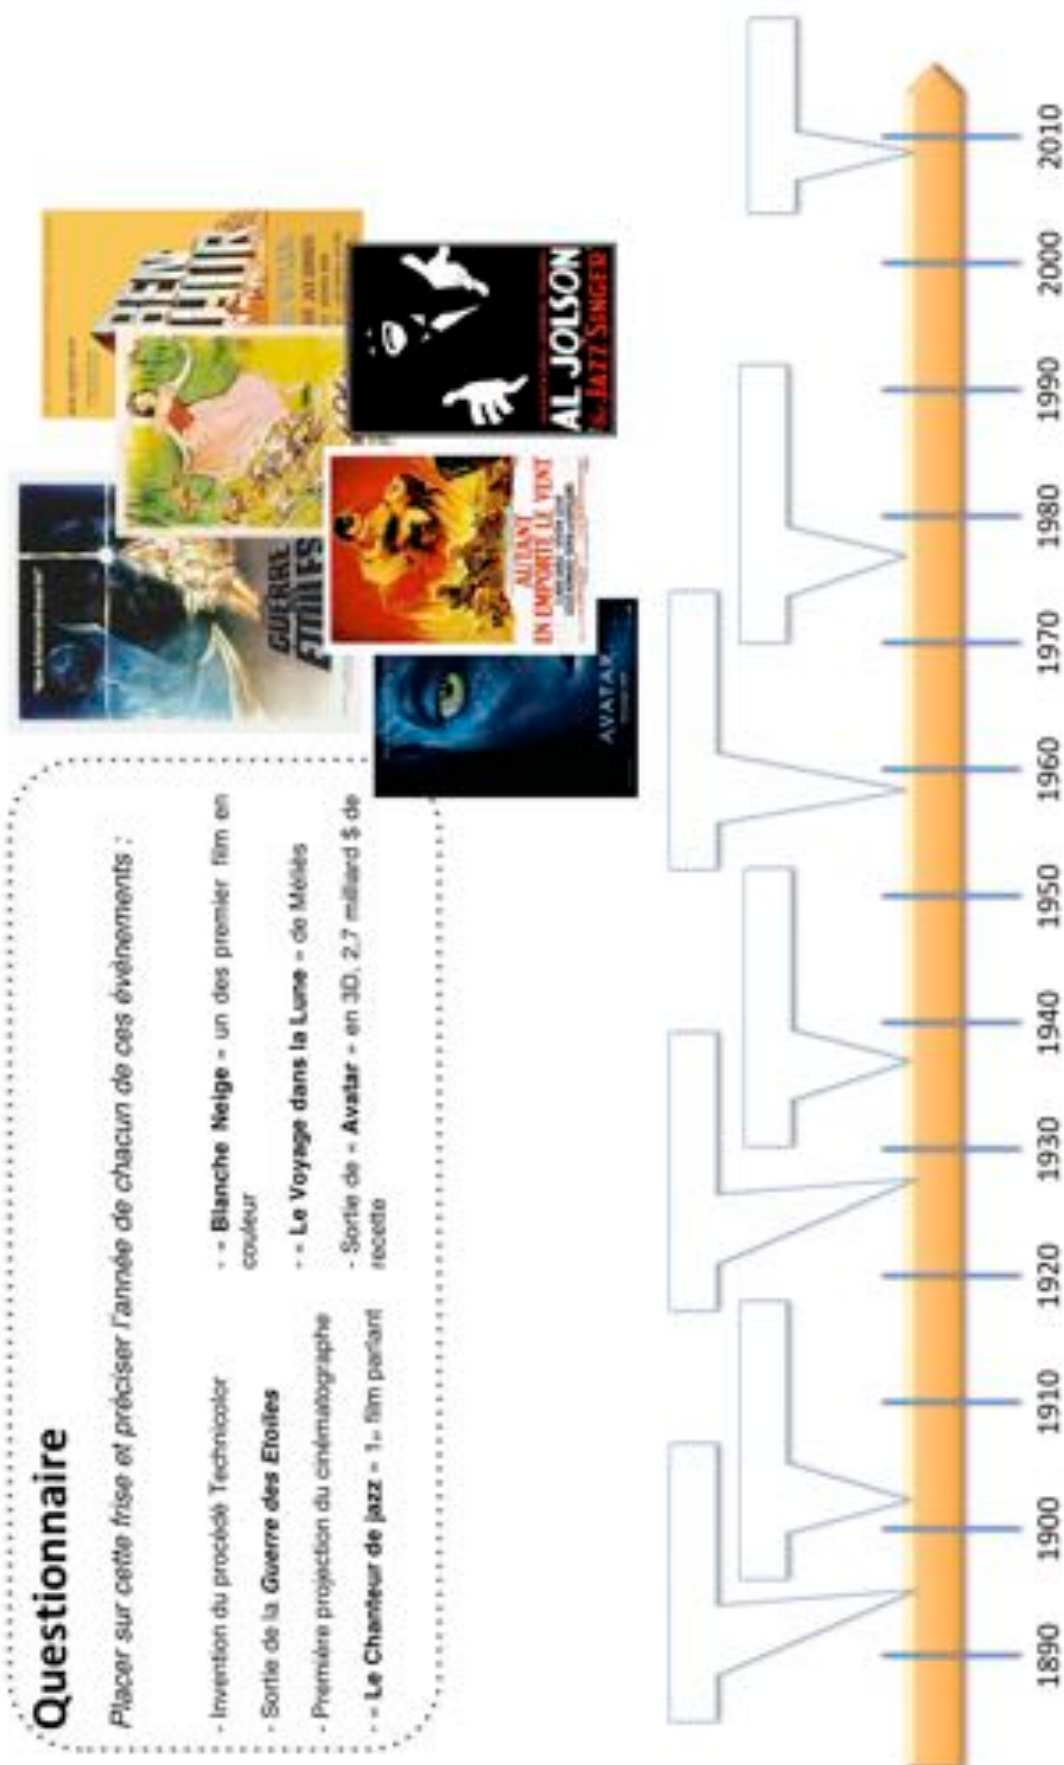 Questionnaire
Placer sur cette frise et préciser l'année de chacun de ces évènements :
- Invention du procédé Technicolor
- Sortie de la Guerre des Etoiles
- Première projection du cinématographe
- « Le Chanteur de jazz » 1er film parlant
- « Blanche Neige » un des premier film en
couleur
- « Le Voyage dans la Lune » de Méliès
- Sortie de « Avatar » en 3D, 2,7 milliard $ de
recette
GUERRE
ETOILES
BEN
HUR
AUTANT
EN EMPORTE LE VENT
AL JOLSON
JAZZ SINGER
AVATAR
1890
1900
1910
1920
1930
1940
1950
1960
1970
1980
1990
2000
2010